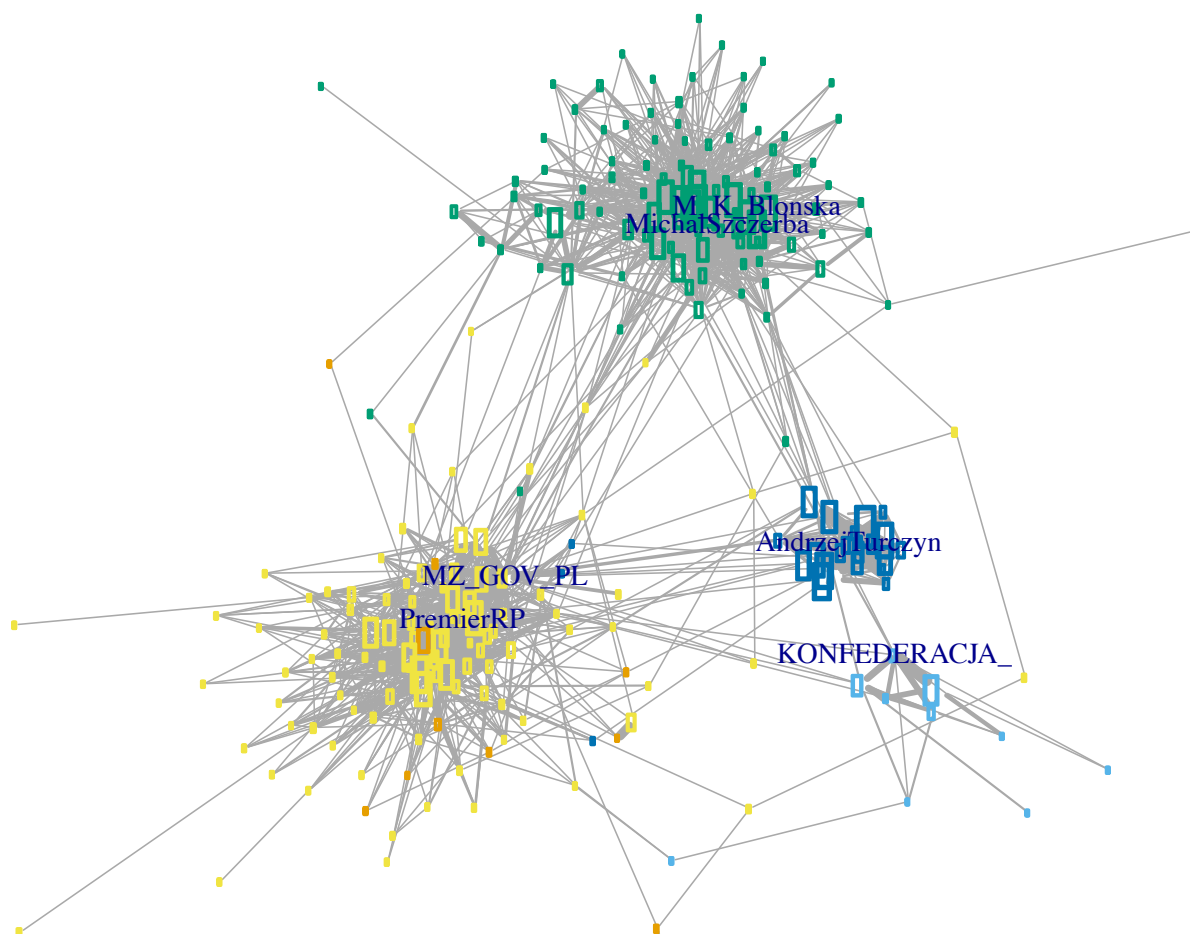 M_K_Blonska
MichalSzczerba
AndrzejTurczyn
MZ_GOV_PL
PremierRP
KONFEDERACJA_